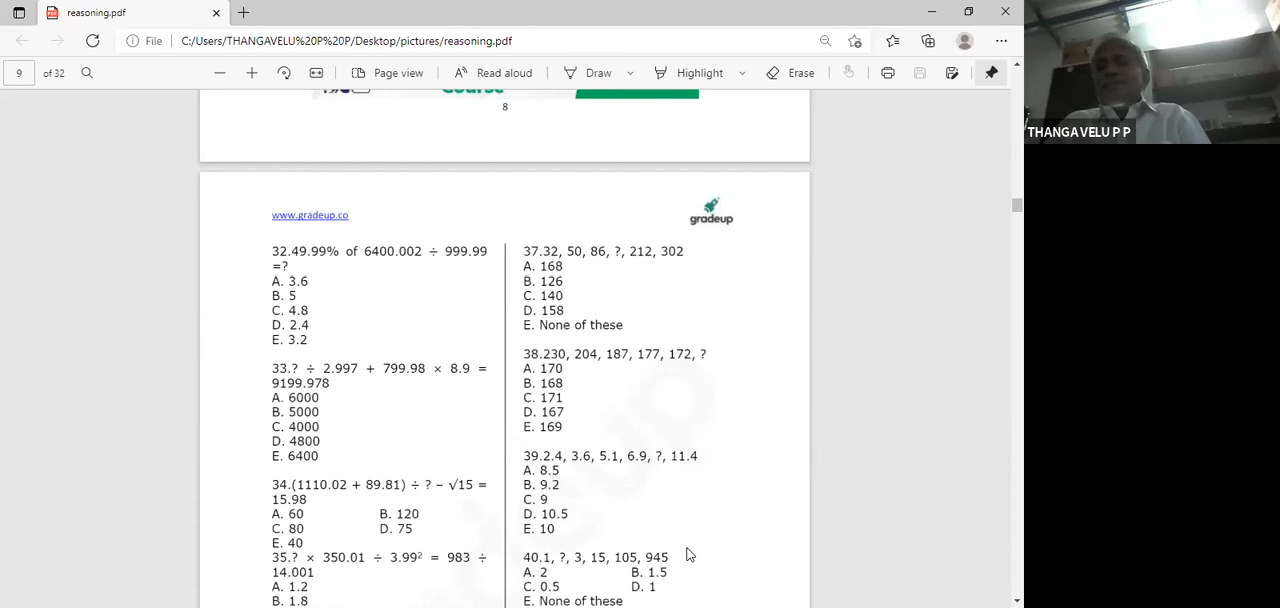 reasoning.pdf
File
C:/Users/THANGAVELU%20P%20P/Desktop/pictures/reasoning.pdf
9 of 32
Page view
Read aloud
Draw
Highlight
Erase
THANGAVELU P P
Course
8
www.gradeup.co
gradeup
32.49.99% of 6400.002 ÷ 999.99
=?
A. 3.6
B. 5
C. 4.8
D. 2.4
E. 3.2
33.? ÷ 2.997 + 799.98 × 8.9 =
9199.978
A. 6000
B. 5000
C. 4000
D. 4800
E. 6400
34.(1110.02 + 89.81) ÷ ? − √15 =
15.98
A. 60 B. 120
C. 80 D. 75
E. 40
35.? × 350.01 ÷ 3.99² = 983 ÷
14.001
A. 1.2
B. 1.8
37.32, 50, 86, ?, 212, 302
A. 168
B. 126
C. 140
D. 158
E. None of these
38.230, 204, 187, 177, 172, ?
A. 170
B. 168
C. 171
D. 167
E. 169
39.2.4, 3.6, 5.1, 6.9, ?, 11.4
A. 8.5
B. 9.2
C. 9
D. 10.5
E. 10
40.1, ?, 3, 15, 105, 945
A. 2 B. 1.5
C. 0.5 D. 1
E. None of these